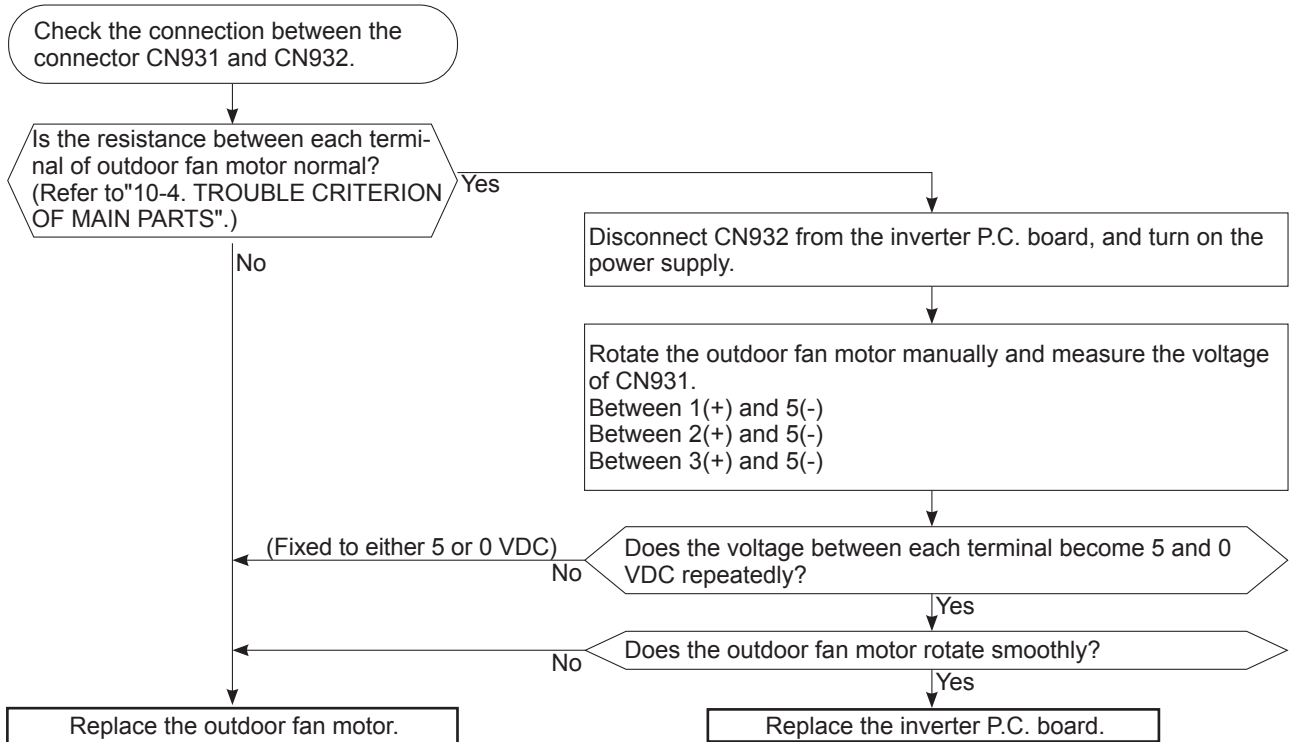 Check the connection between the
connector CN931 and CN932.
Is the resistance between each termi-
nal of outdoor fan motor normal?
(Refer to"10-4. TROUBLE CRITERION
OF MAIN PARTS".)
Yes
No
Disconnect CN932 from the inverter P.C. board, and turn on the
power supply.
Rotate the outdoor fan motor manually and measure the voltage
of CN931.
Between 1(+) and 5(-)
Between 2(+) and 5(-)
Between 3(+) and 5(-)
(Fixed to either 5 or 0 VDC)
No
Does the voltage between each terminal become 5 and 0
VDC repeatedly?
Yes
No
Does the outdoor fan motor rotate smoothly?
Yes
Replace the outdoor fan motor.
Replace the inverter P.C. board.